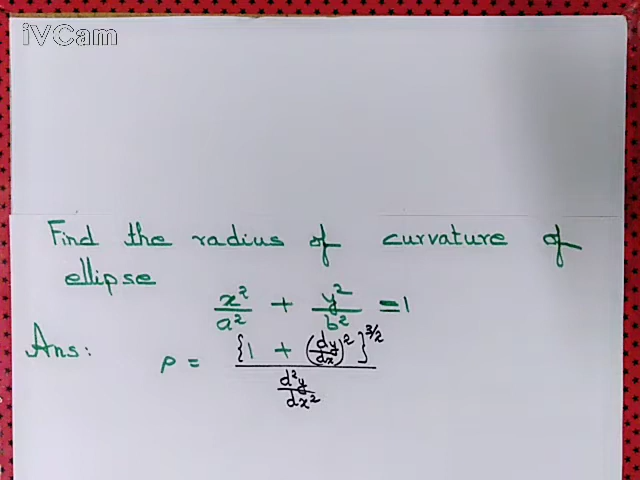 iVCam
Find the radius of curvature of
ellipse
x²/a² + y²/b² = 1
Ans:
ρ = {1 + (dy/dx)²}^3/2 / d²y/dx²